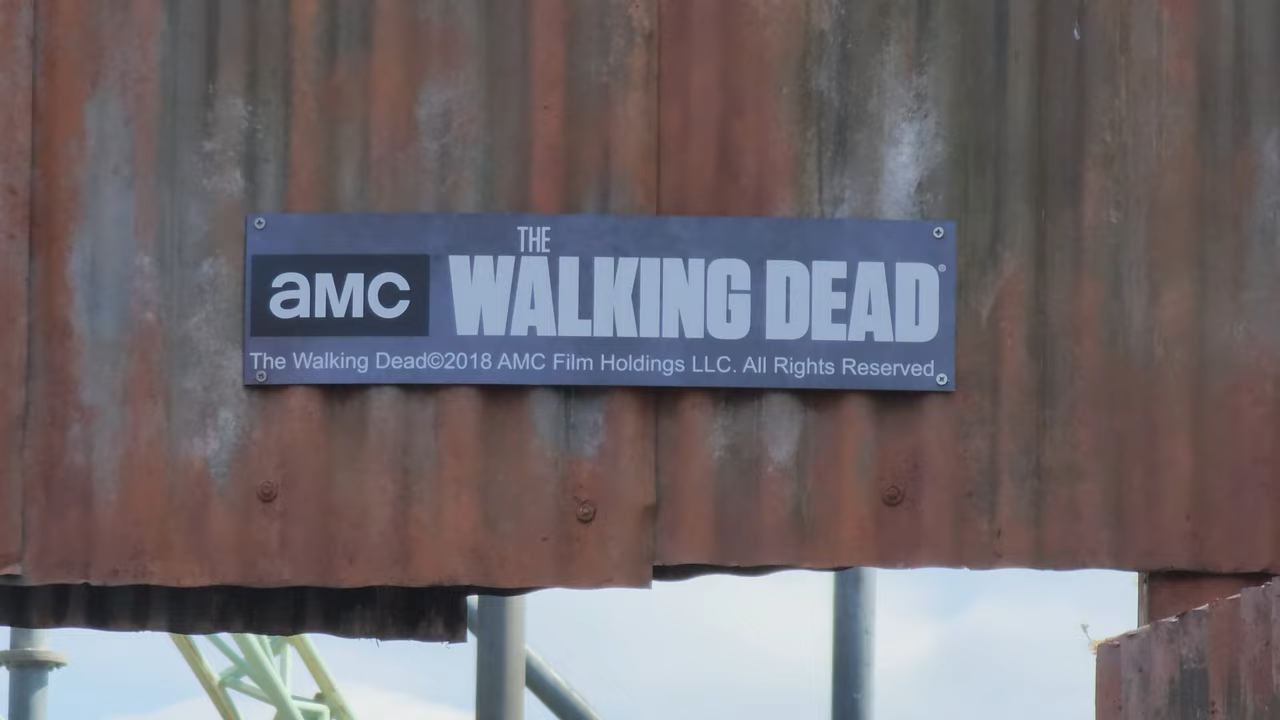 THE
aMC WALKING DEAD®
The Walking Dead©2018 AMC Film Holdings LLC. All Rights Reserved